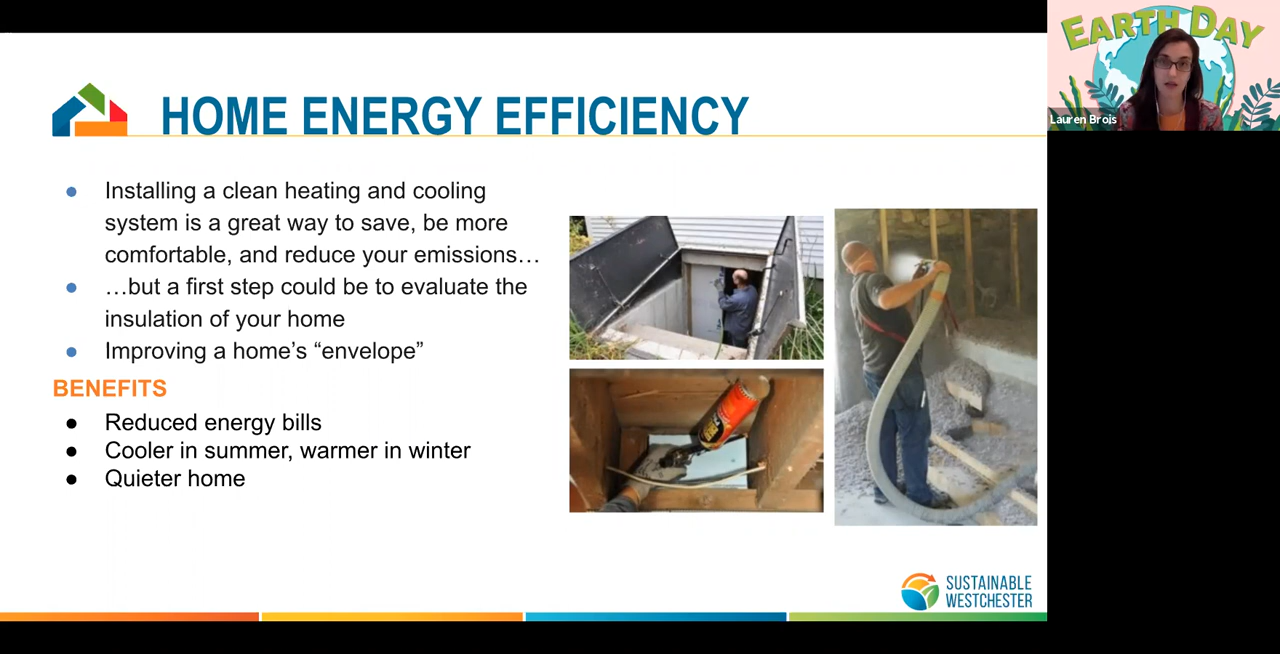 HOME ENERGY EFFICIENCY
Installing a clean heating and cooling
system is a great way to save, be more
comfortable, and reduce your emissions…
…but a first step could be to evaluate the
insulation of your home
Improving a home’s “envelope”
BENEFITS
Reduced energy bills
Cooler in summer, warmer in winter
Quieter home
SUSTAINABLE
WESTCHESTER
EARTH DAY
Lauren Brois